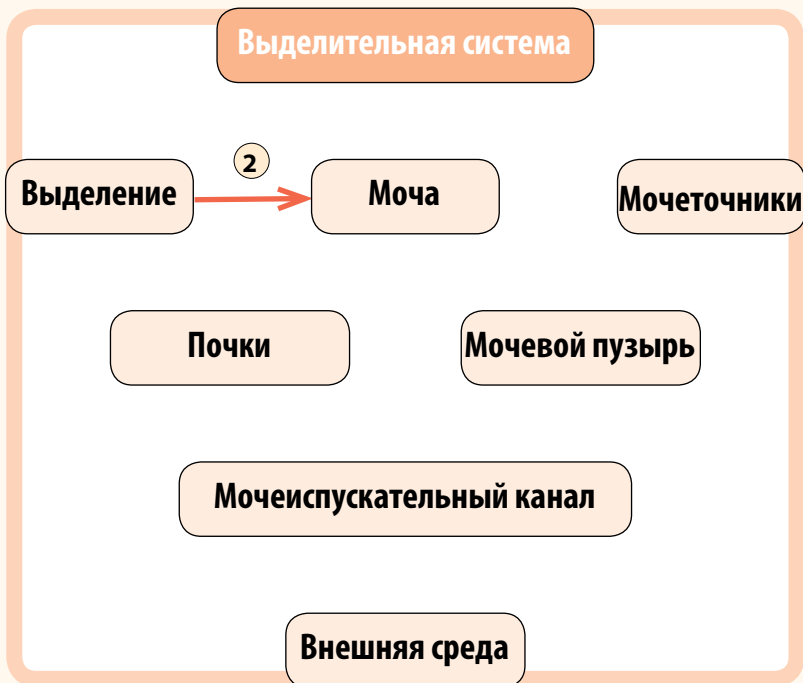 Выделительная система
2
Выделение
Моча
Мочеточники
Почки
Мочевой пузырь
Мочеиспускательный канал
Внешняя среда